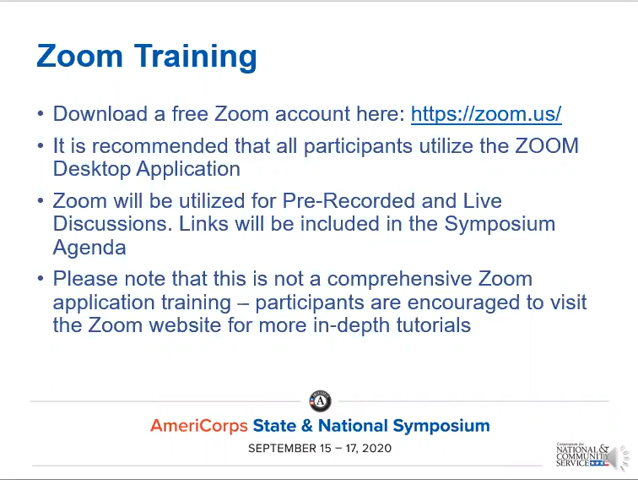 Zoom Training
• Download a free Zoom account here: https://zoom.us/
• It is recommended that all participants utilize the ZOOM
Desktop Application
• Zoom will be utilized for Pre-Recorded and Live
Discussions. Links will be included in the Symposium
Agenda
• Please note that this is not a comprehensive Zoom
application training – participants are encouraged to visit
the Zoom website for more in-depth tutorials
A
AmeriCorps State & National Symposium
SEPTEMBER 15 – 17, 2020
Corporation for
NATIONAL &
COMMUNITY
SERVICE